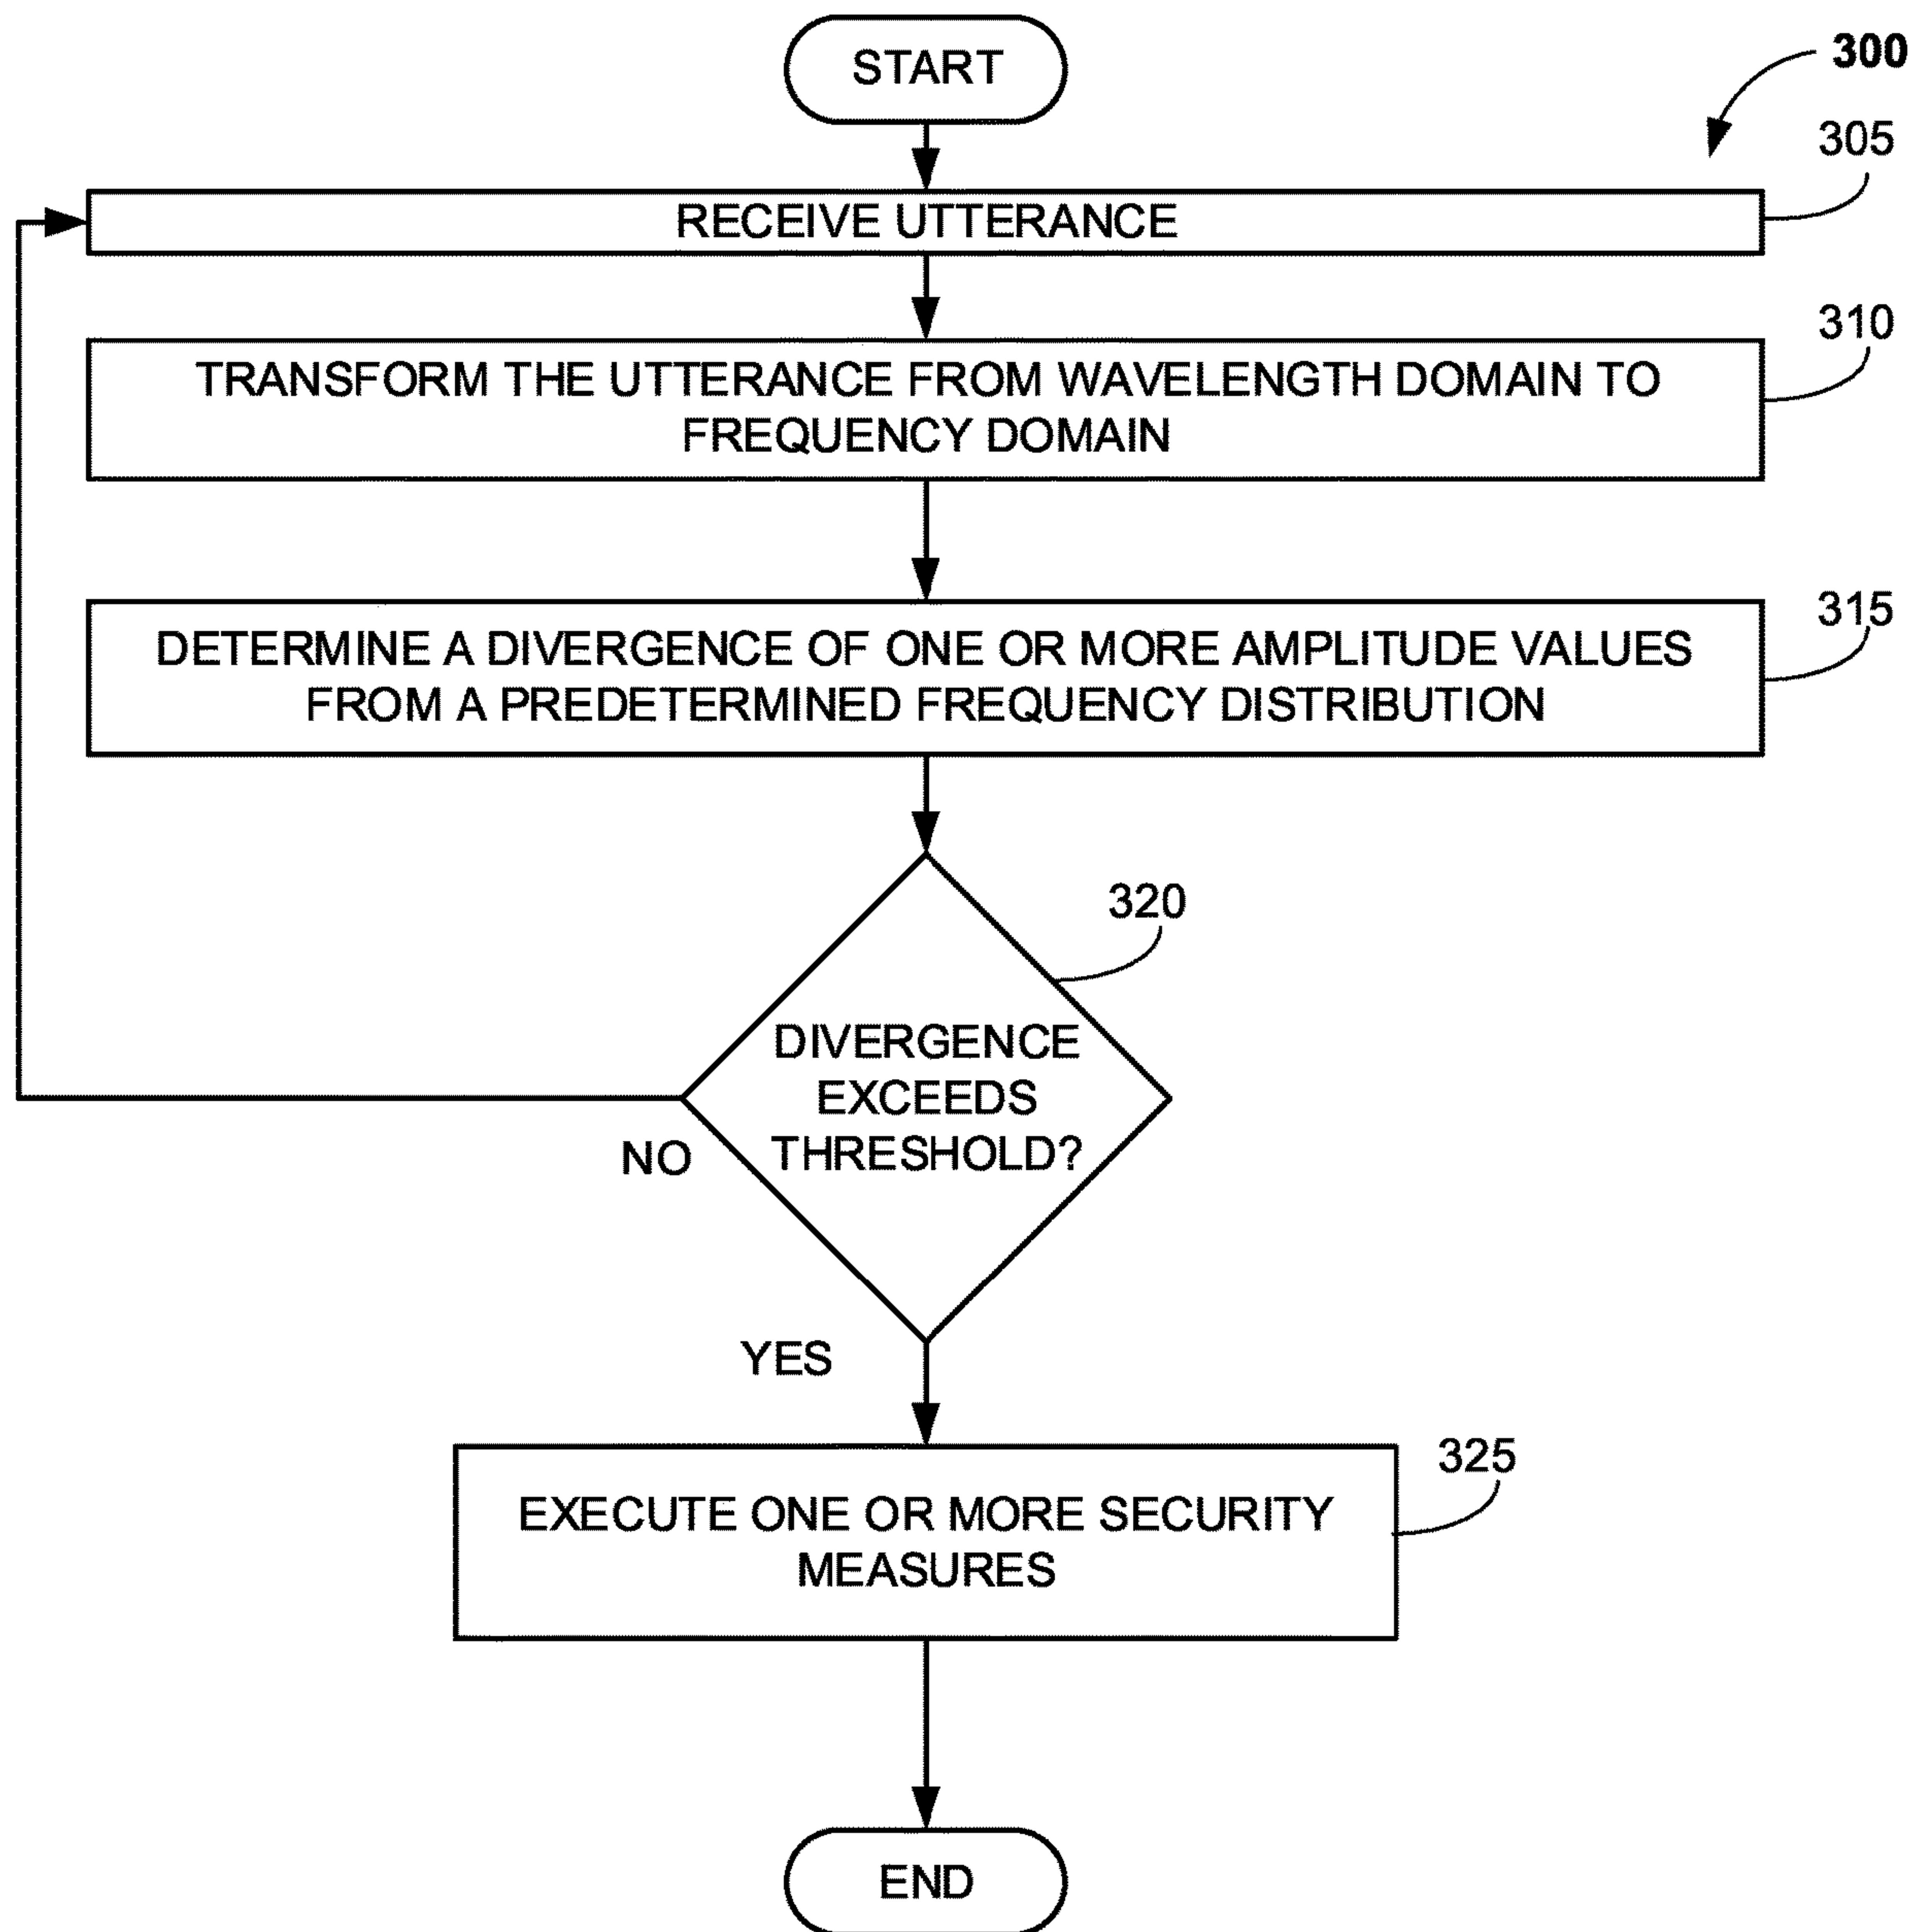 START
300
305
RECEIVE UTTERANCE
310
TRANSFORM THE UTTERANCE FROM WAVELENGTH DOMAIN TO
FREQUENCY DOMAIN
315
DETERMINE A DIVERGENCE OF ONE OR MORE AMPLITUDE VALUES
FROM A PREDETERMINED FREQUENCY DISTRIBUTION
320
DIVERGENCE
EXCEEDS
THRESHOLD?
NO
YES
325
EXECUTE ONE OR MORE SECURITY
MEASURES
END